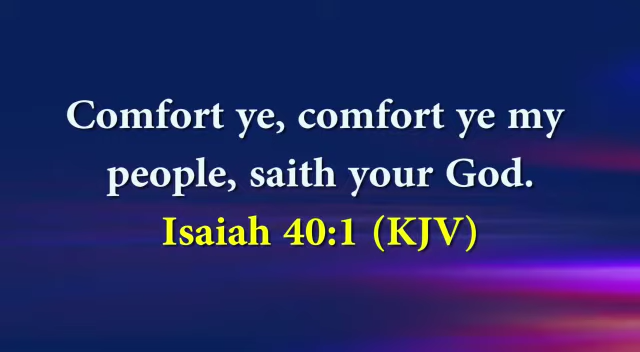 Comfort ye, comfort ye my
people, saith your God.
Isaiah 40:1 (KJV)